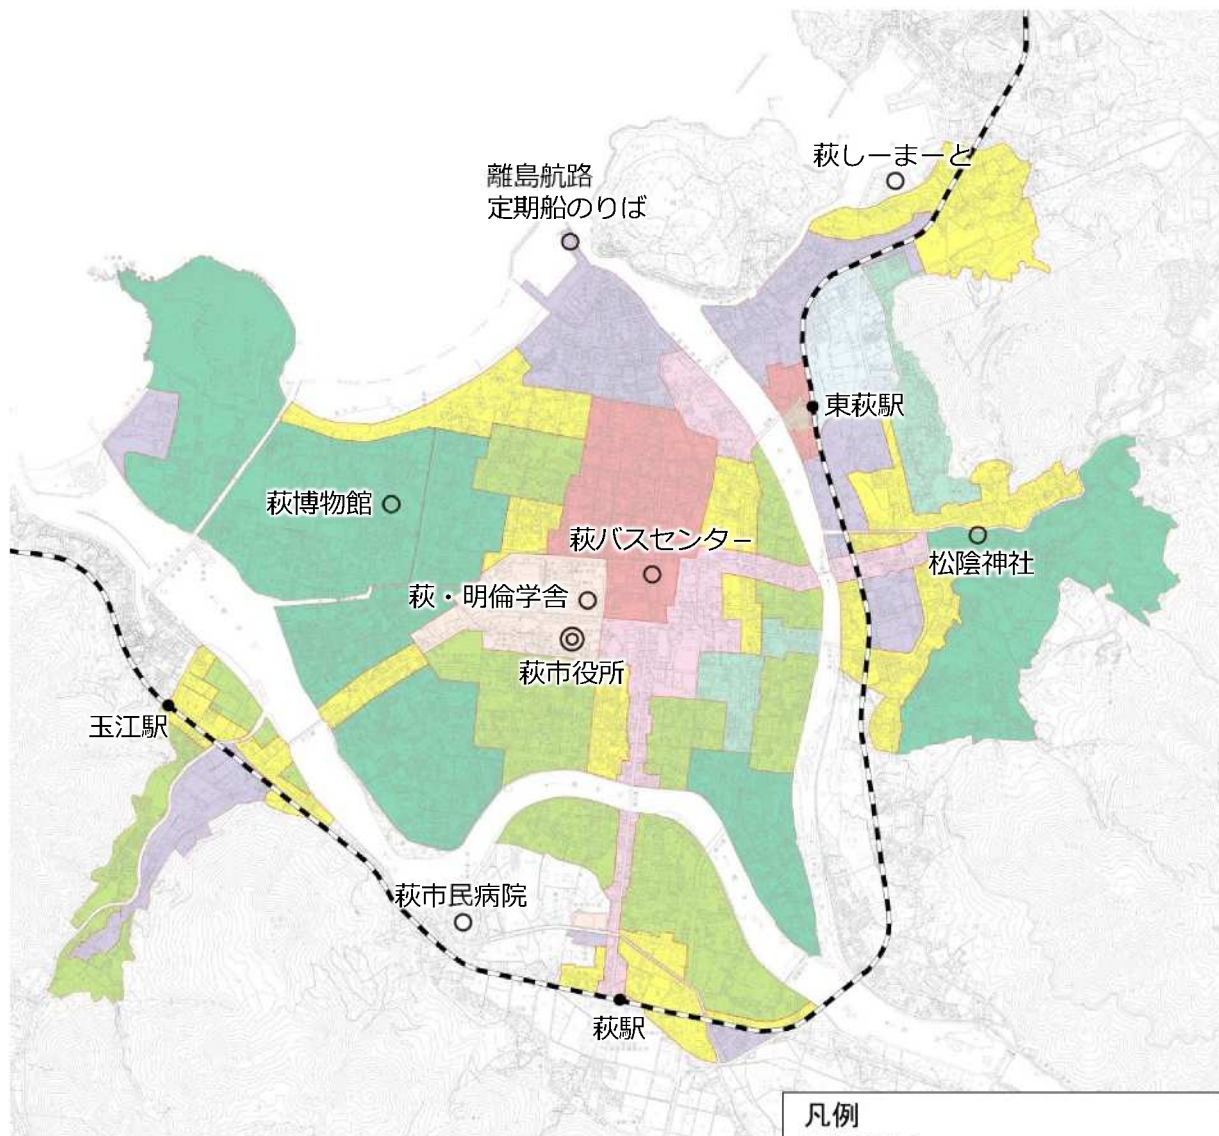 萩しーまーと
離島航路
定期船のりば
東萩駅
萩博物館
萩バスセンター
松陰神社
萩・明倫学舎
萩市役所
玉江駅
萩市民病院
萩駅
凡例